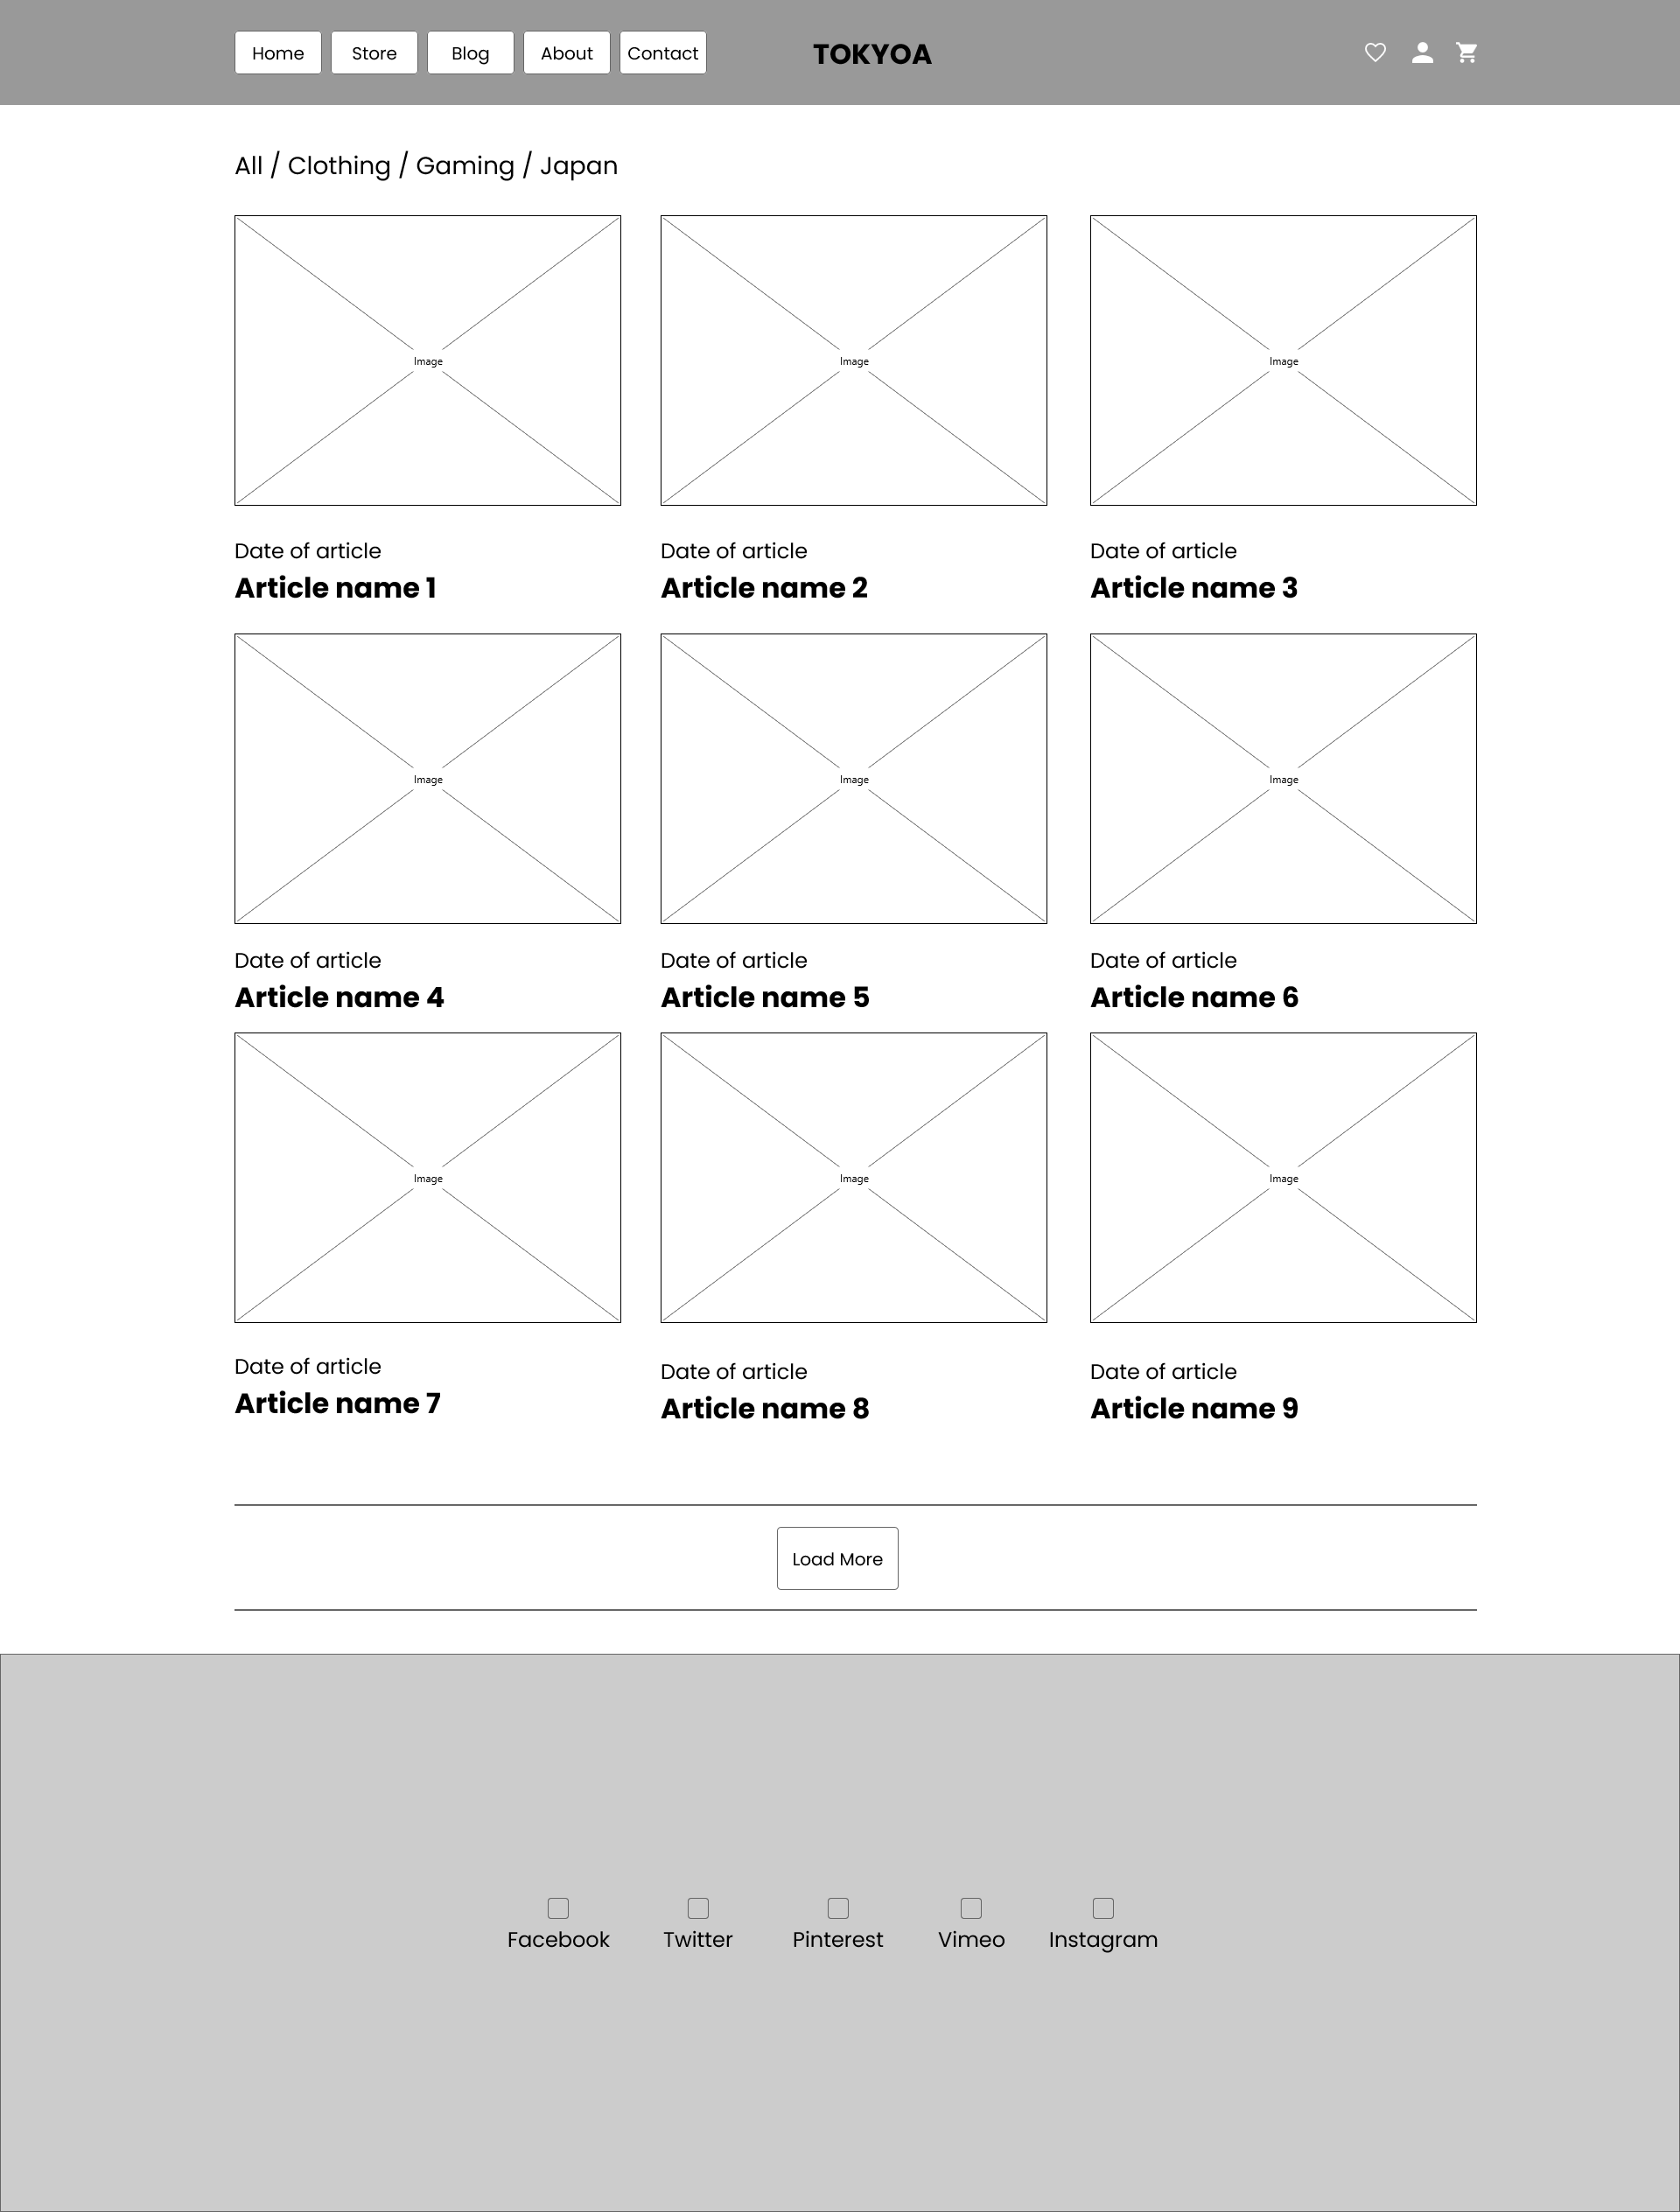 Home Store Blog About Contact TOKYOA
All / Clothing / Gaming / Japan
Image Image Image
Date of article Date of article Date of article
Article name 1 Article name 2 Article name 3
Image Image Image
Date of article Date of article Date of article
Article name 4 Article name 5 Article name 6
Image Image Image
Date of article Date of article Date of article
Article name 7 Article name 8 Article name 9
Load More
Facebook Twitter Pinterest Vimeo Instagram